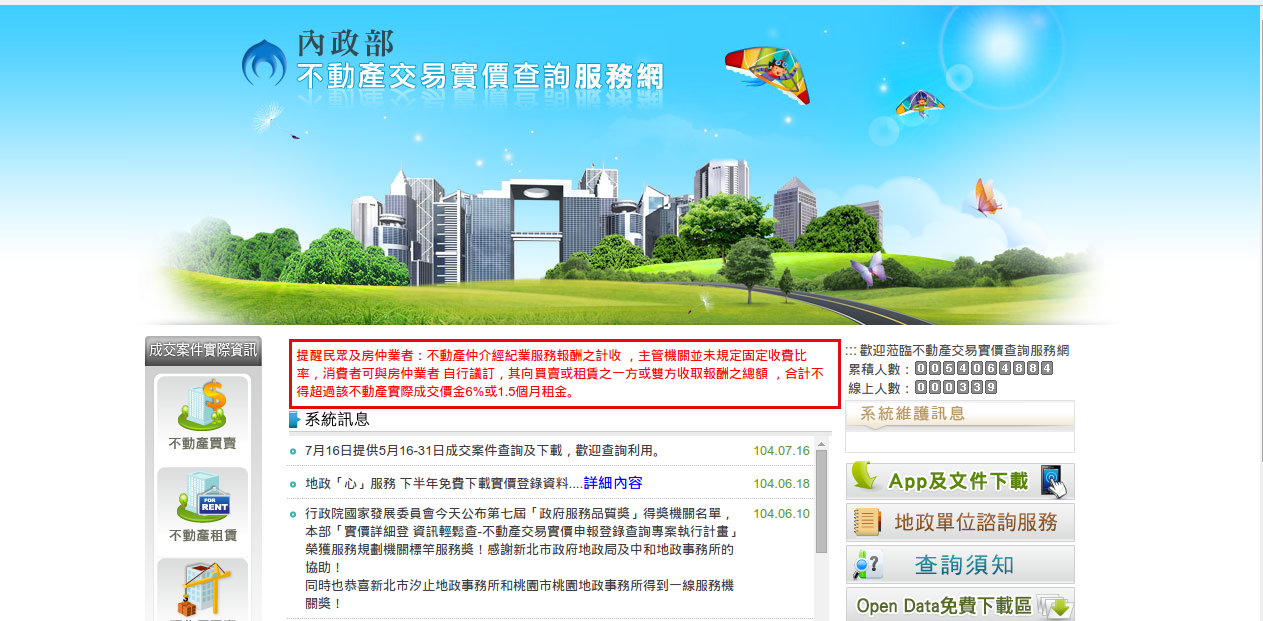 內政部
不動產交易實價查詢服務網
成交案件實際資訊
不動產買賣
FOR
RENT
不動產租賃
提醒民眾及房仲業者：不動產仲介經紀業服務報酬之計收 ，主管機關並未規定固定收費比
率，消費者可與房仲業者 自行議訂，其向買賣或租賃之一方或雙方收取報酬之總額 ，合計不
得超過該不動產實際成交價金6%或1.5個月租金。
系統訊息
7月16日提供5月16-31日成交案件查詢及下載，歡迎查詢利用。 104.07.16
地政「心」服務 下半年免費下載實價登錄資料....詳細內容 104.06.18
行政院國家發展委員會今天公布第七屆「政府服務品質獎」得獎機關名單， 104.06.10
本部「實價詳細登 資訊輕鬆查-不動產交易實價申報登錄查詢專案執行計畫」
榮獲服務規劃機關標竿服務獎！感謝新北市政府地政局及中和地政事務所的
協助！
同時也恭喜新北市汐止地政事務所和桃園市桃園地政事務所得到一線服務機
關獎！
::: 歡迎蒞臨不動產交易實價查詢服務網
累積人數：0054064884
線上人數：000339
系統維護訊息
App及文件下載
地政單位諮詢服務
查詢須知
Open Data免費下載區